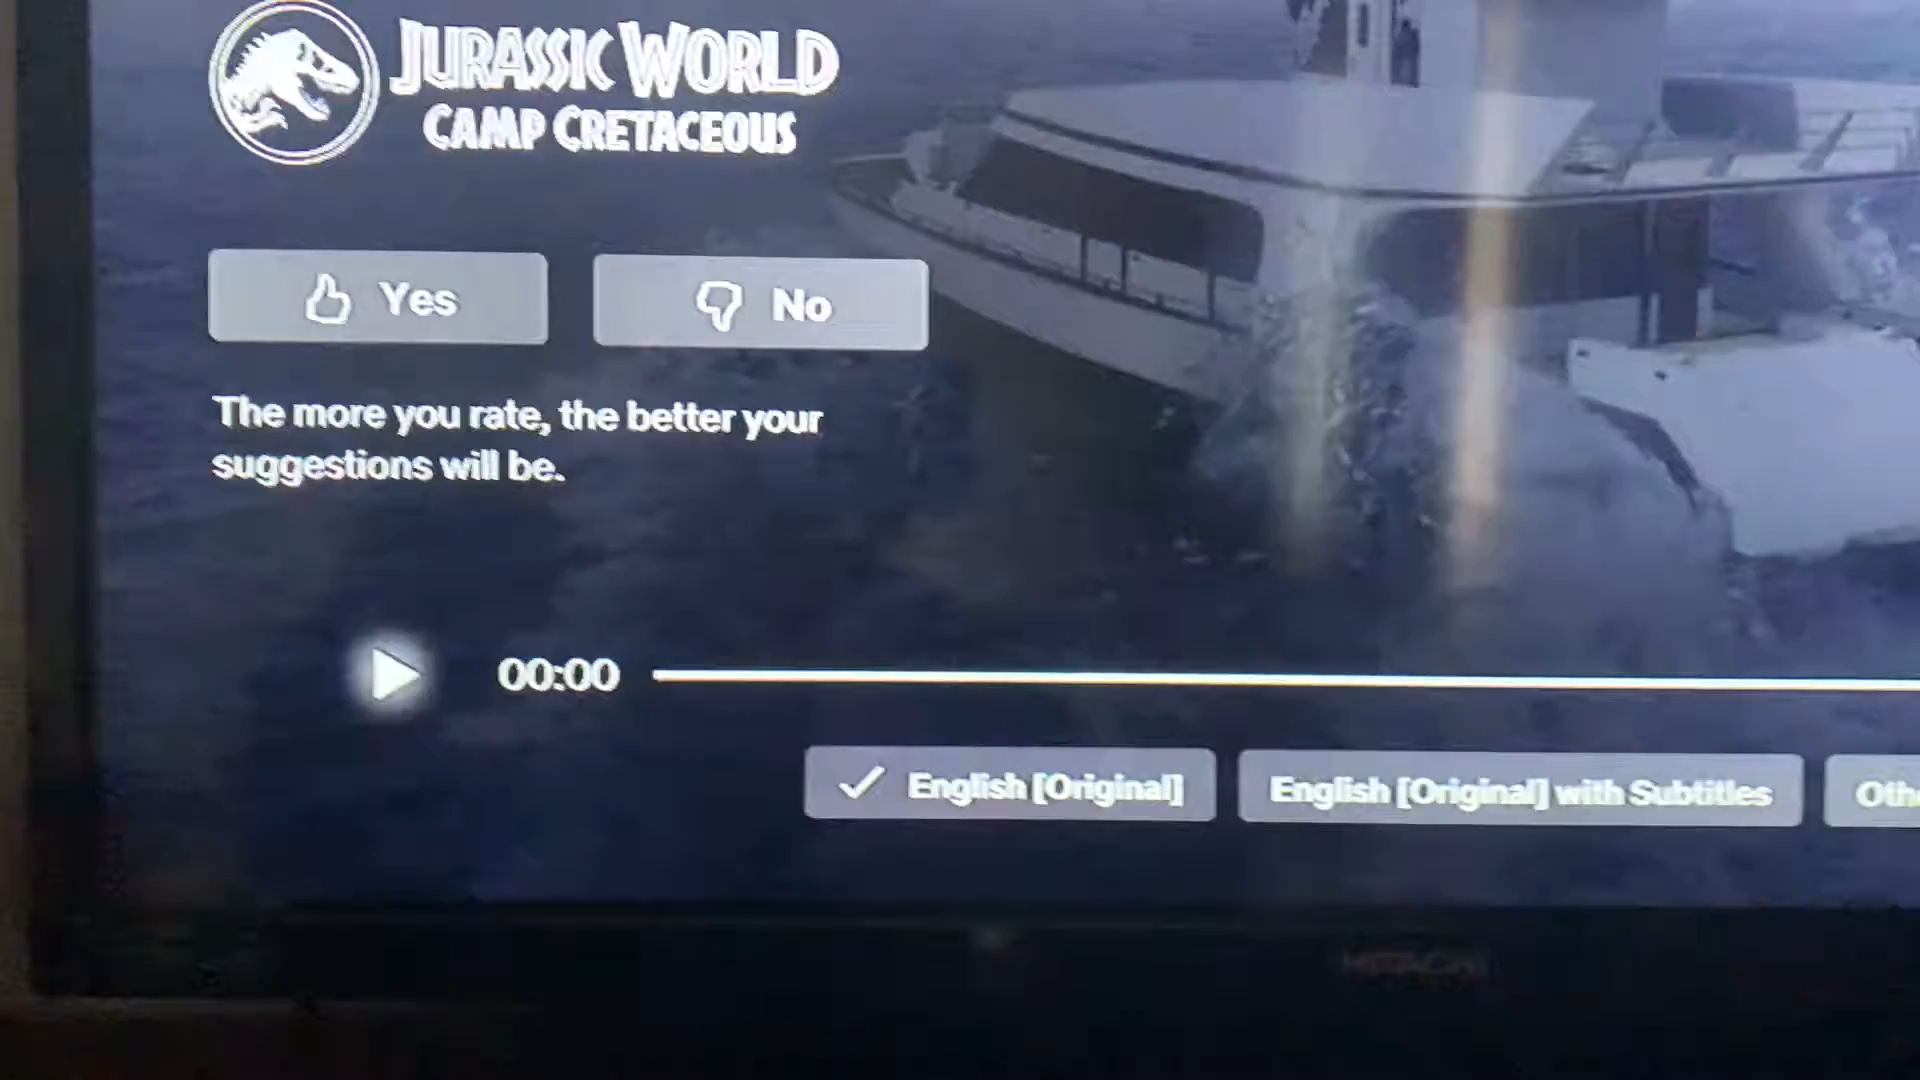 JURASSIC WORLD
CAMP CRETACEOUS
Yes
No
The more you rate, the better your
suggestions will be.
00:00
English [Original]
English [Original] with Subtitles
HITACHI